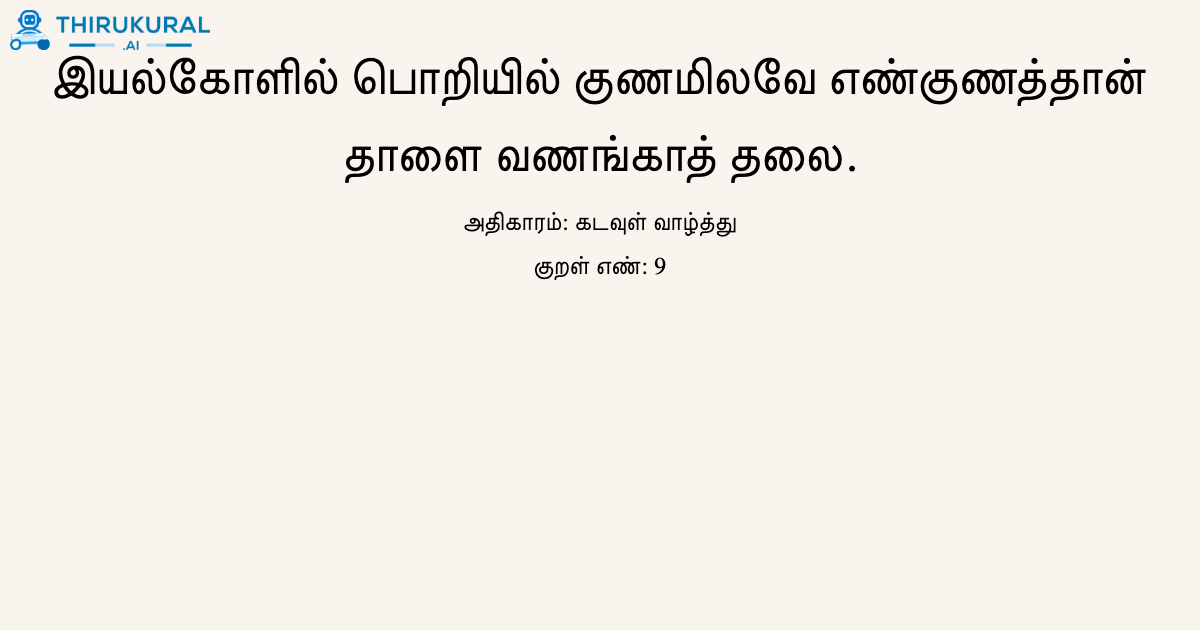 THIRUKURAL
.AI
இயல்கோளில் பொறியில் குணமிலவே எண்குணத்தான்
தாளை வணங்காத் தலை.
அதிகாரம்: கடவுள் வாழ்த்து
குறள் எண்: 9